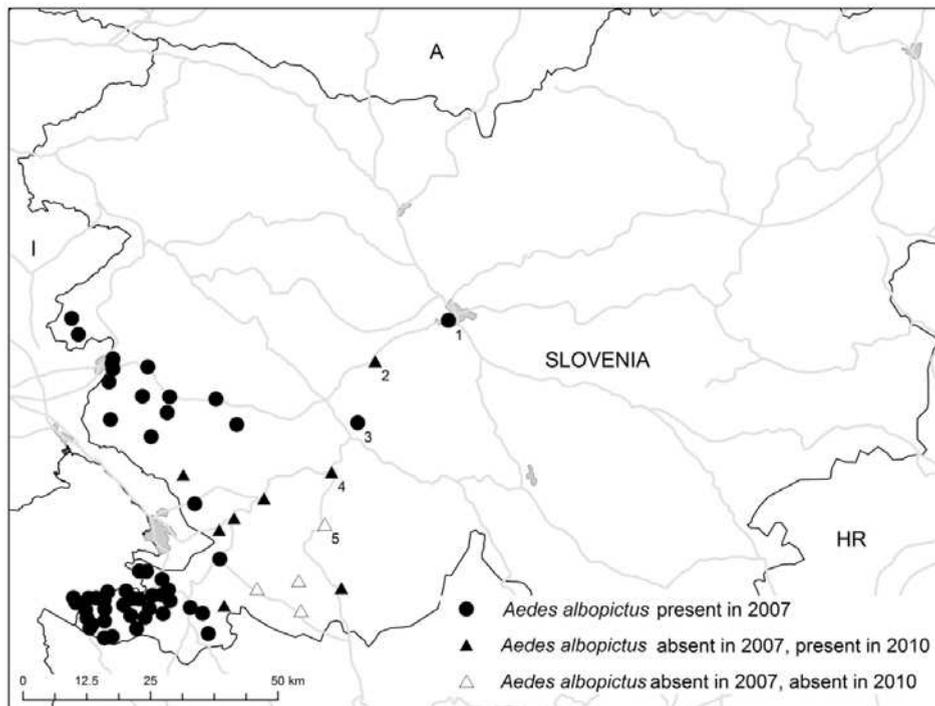 A
I
1
2
SLOVENIA
3
4
5
HR
Aedes albopictus present in 2007
Aedes albopictus absent in 2007, present in 2010
Aedes albopictus absent in 2007, absent in 2010
0 12.5 25 50 km